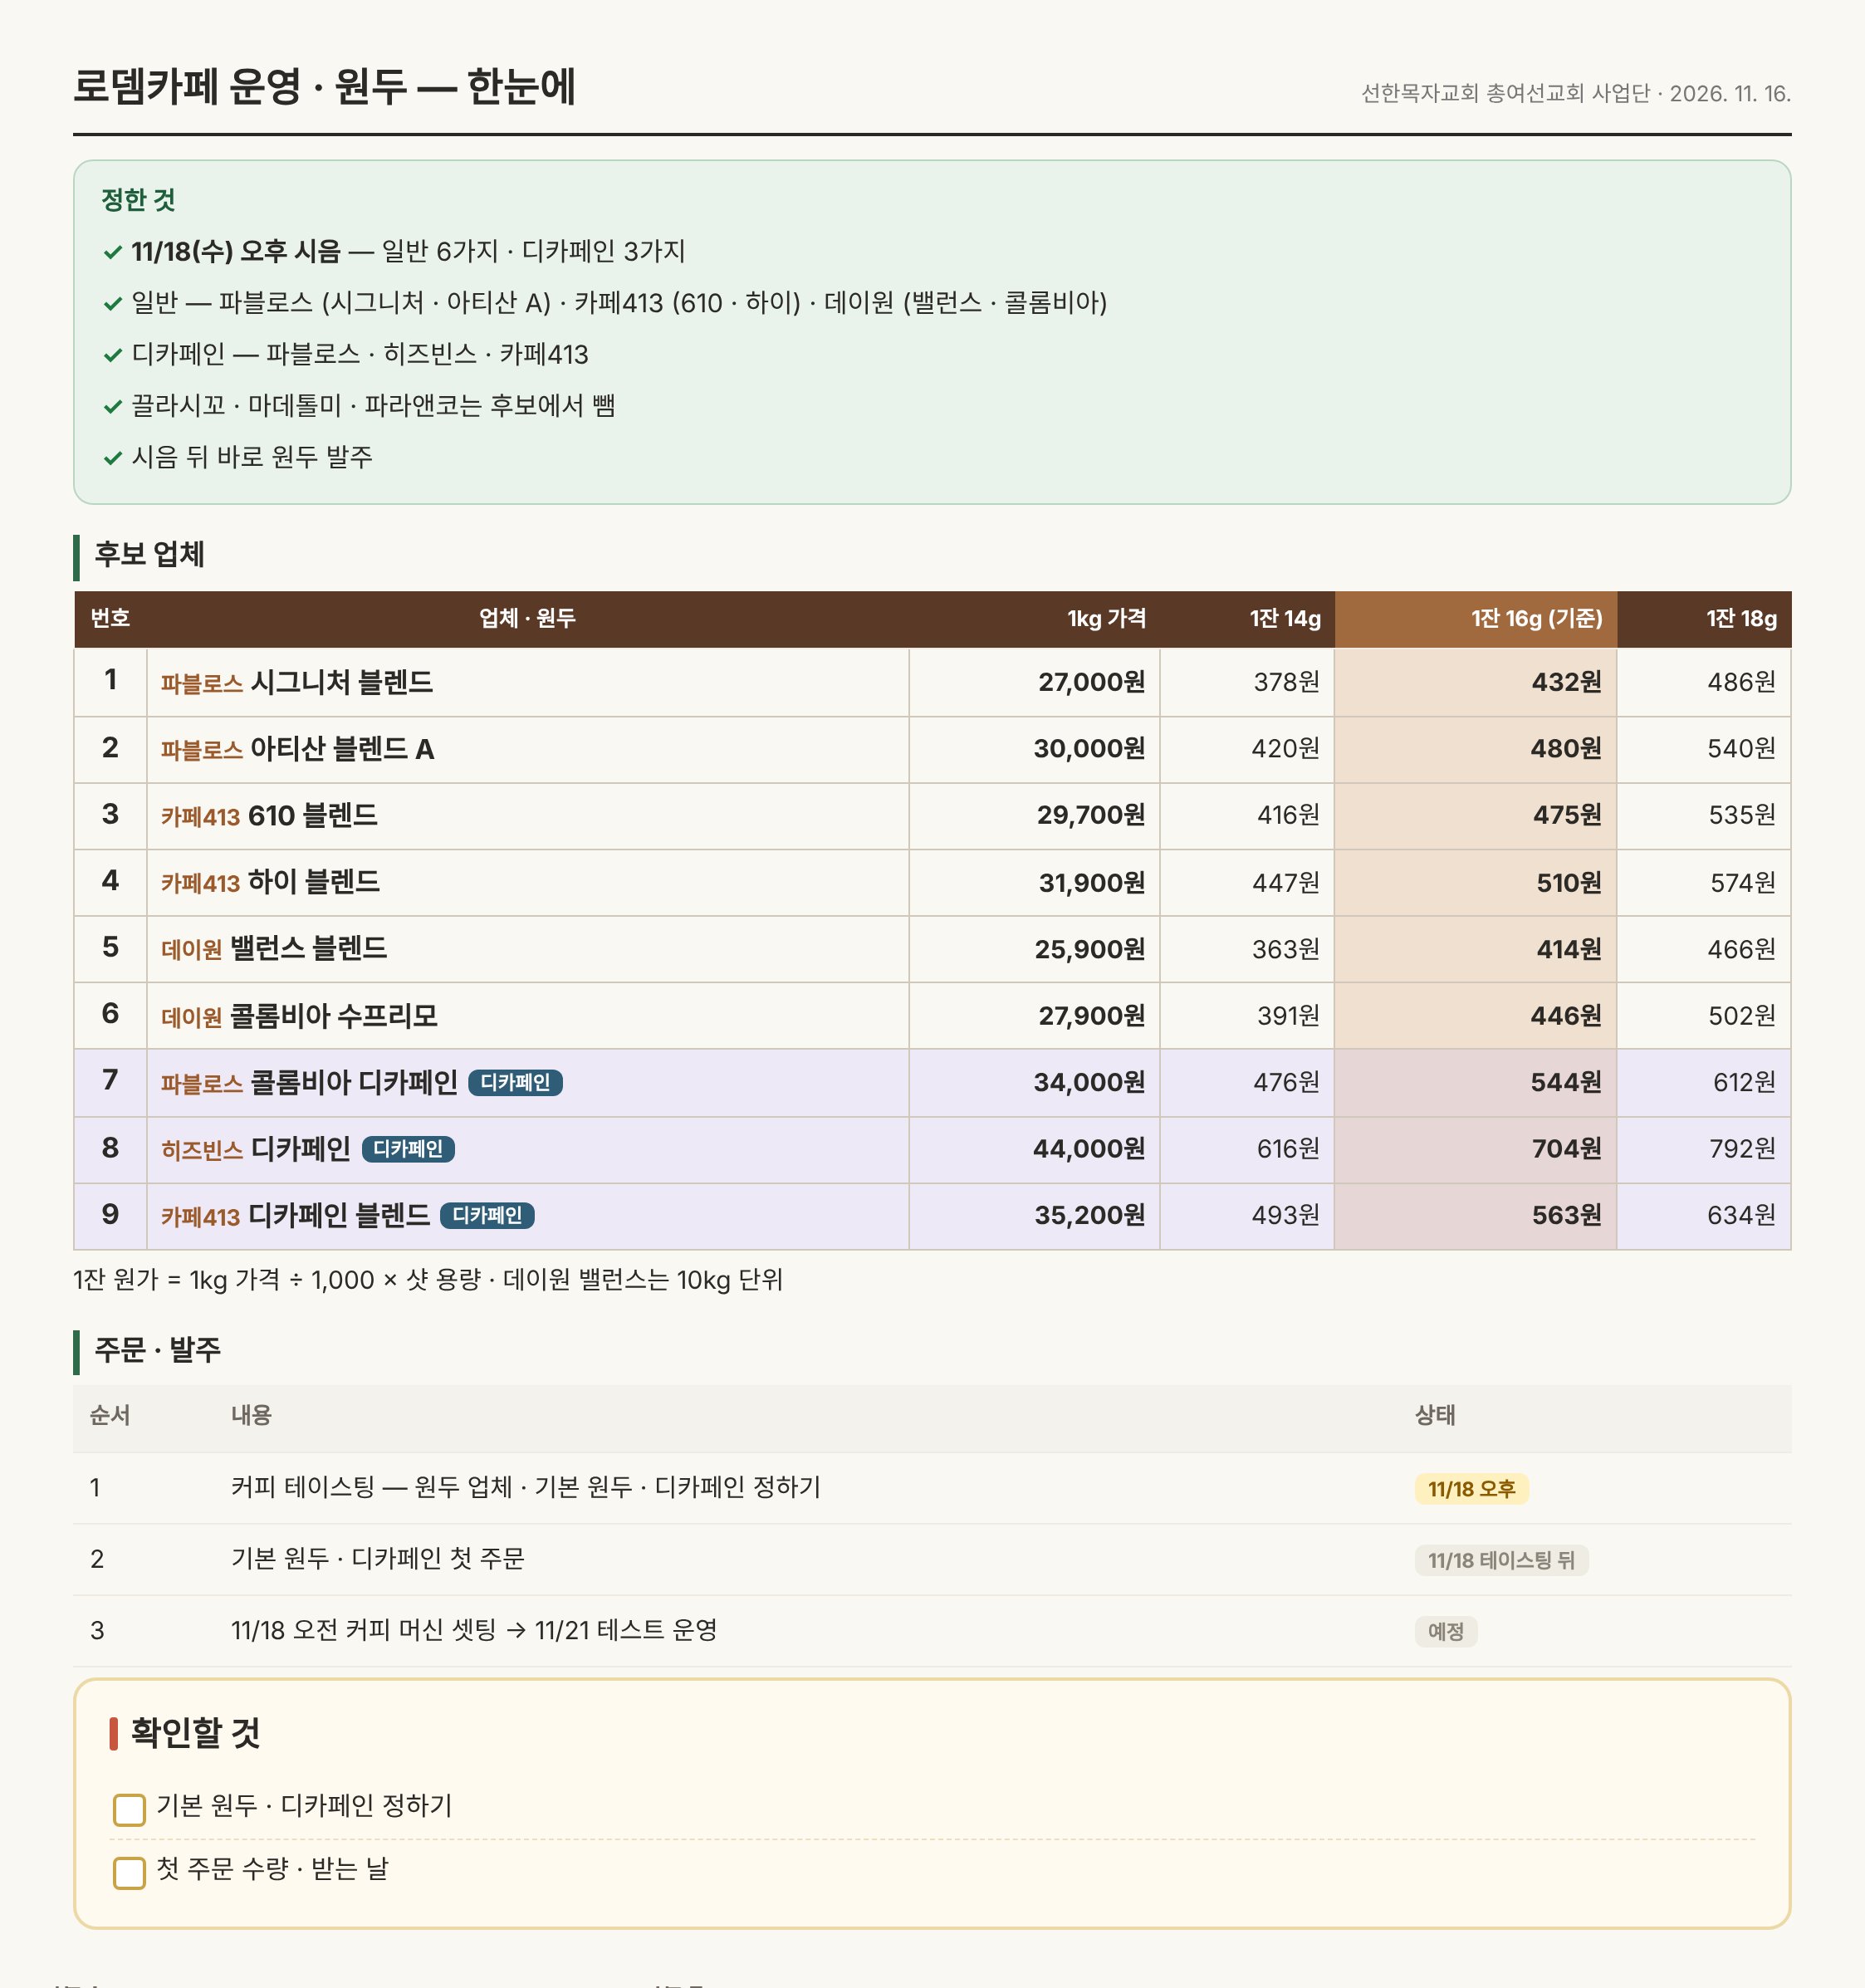 로뎀카페 운영 · 원두 — 한눈에
선한목자교회 총여선교회 사업단 · 2026. 11. 16.
정한 것
✓ 11/18(수) 오후 시음 — 일반 6가지 · 디카페인 3가지
✓ 일반 — 파블로스 (시그니처 · 아티산 A) · 카페413 (610 · 하이) · 데이원 (밸런스 · 콜롬비아)
✓ 디카페인 — 파블로스 · 히즈빈스 · 카페413
✓ 끌라시꼬 · 마데톨미 · 파라앤코는 후보에서 뺌
✓ 시음 뒤 바로 원두 발주
후보 업체
번호 업체 · 원두 1kg 가격 1잔 14g 1잔 16g (기준) 1잔 18g
1 파블로스 시그니처 블렌드 27,000원 378원 432원 486원
2 파블로스 아티산 블렌드 A 30,000원 420원 480원 540원
3 카페413 610 블렌드 29,700원 416원 475원 535원
4 카페413 하이 블렌드 31,900원 447원 510원 574원
5 데이원 밸런스 블렌드 25,900원 363원 414원 466원
6 데이원 콜롬비아 수프리모 27,900원 391원 446원 502원
7 파블로스 콜롬비아 디카페인 디카페인 34,000원 476원 544원 612원
8 히즈빈스 디카페인 디카페인 44,000원 616원 704원 792원
9 카페413 디카페인 블렌드 디카페인 35,200원 493원 563원 634원
1잔 원가 = 1kg 가격 ÷ 1,000 × 샷 용량 · 데이원 밸런스는 10kg 단위
주문 · 발주
순서 내용 상태
1 커피 테이스팅 — 원두 업체 · 기본 원두 · 디카페인 정하기 11/18 오후
2 기본 원두 · 디카페인 첫 주문 11/18 테이스팅 뒤
3 11/18 오전 커피 머신 셋팅 → 11/21 테스트 운영 예정
확인할 것
기본 원두 · 디카페인 정하기
첫 주문 수량 · 받는 날